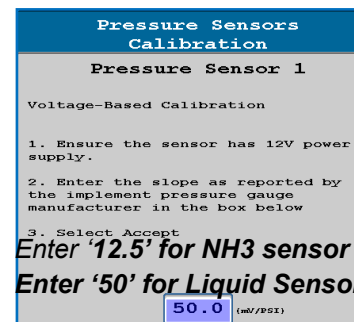 Pressure Sensors
Calibration
Pressure Sensor 1
Voltage-Based Calibration
1. Ensure the sensor has 12V power
supply.
2. Enter the slope as reported by
the implement pressure gauge
manufacturer in the box below
3. Select Accept
Enter ‘12.5’ for NH3 sensor
Enter ‘50’ for Liquid Sensor
50.0 (mV/PSI)